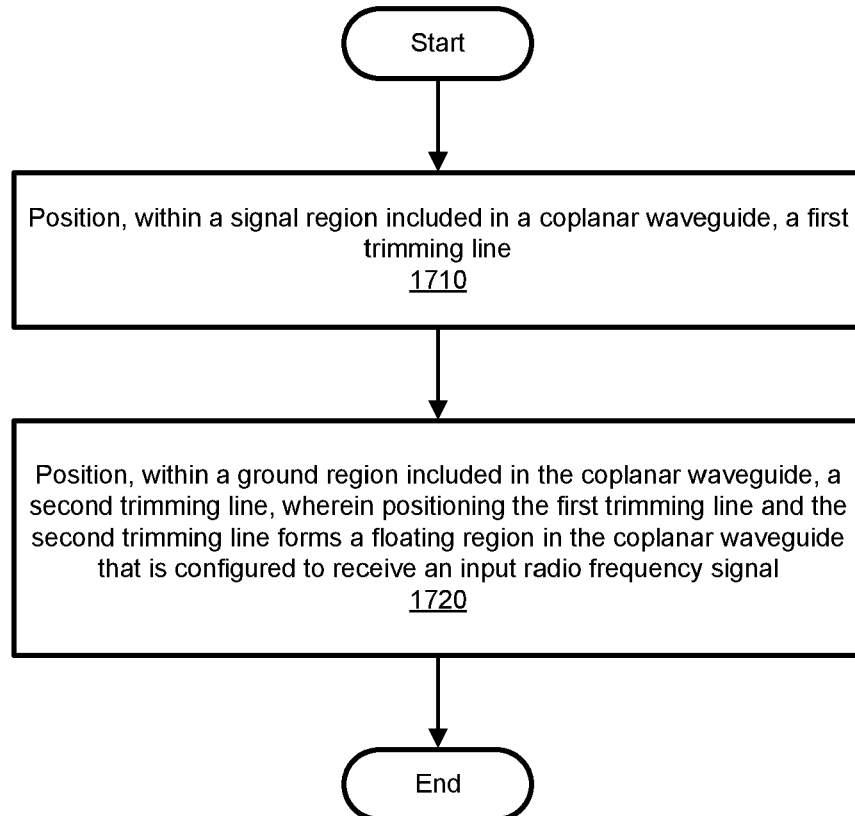 Start
Position, within a signal region included in a coplanar waveguide, a first
trimming line
1710
Position, within a ground region included in the coplanar waveguide, a
second trimming line, wherein positioning the first trimming line and the
second trimming line forms a floating region in the coplanar waveguide
that is configured to receive an input radio frequency signal
1720
End